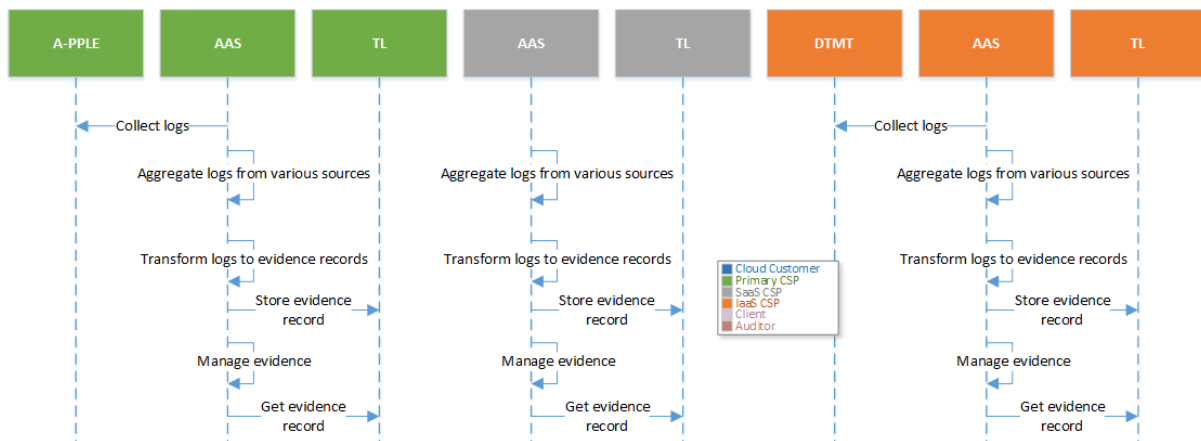 A-PPLE
AAS
TL
AAS
TL
DTMT
AAS
TL
Collect logs
Collect logs
Aggregate logs from various sources
Aggregate logs from various sources
Aggregate logs from various sources
Transform logs to evidence records
Transform logs to evidence records
Transform logs to evidence records
Cloud Customer
Primary CSP
SaaS CSP
IaaS CSP
Client
Auditor
Store evidence
record
Store evidence
record
Store evidence
record
Manage evidence
Manage evidence
Manage evidence
Get evidence
record
Get evidence
record
Get evidence
record